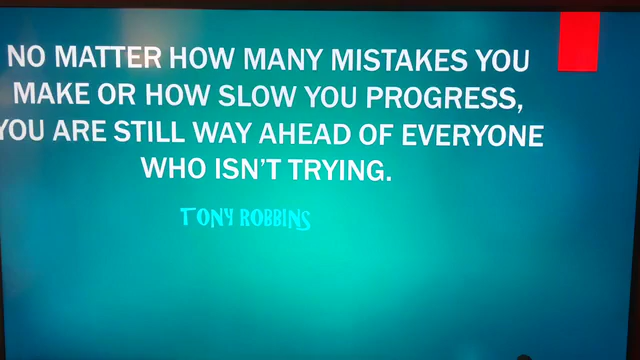 NO MATTER HOW MANY MISTAKES YOU
MAKE OR HOW SLOW YOU PROGRESS,
YOU ARE STILL WAY AHEAD OF EVERYONE
WHO ISN'T TRYING.
TONY ROBBINS